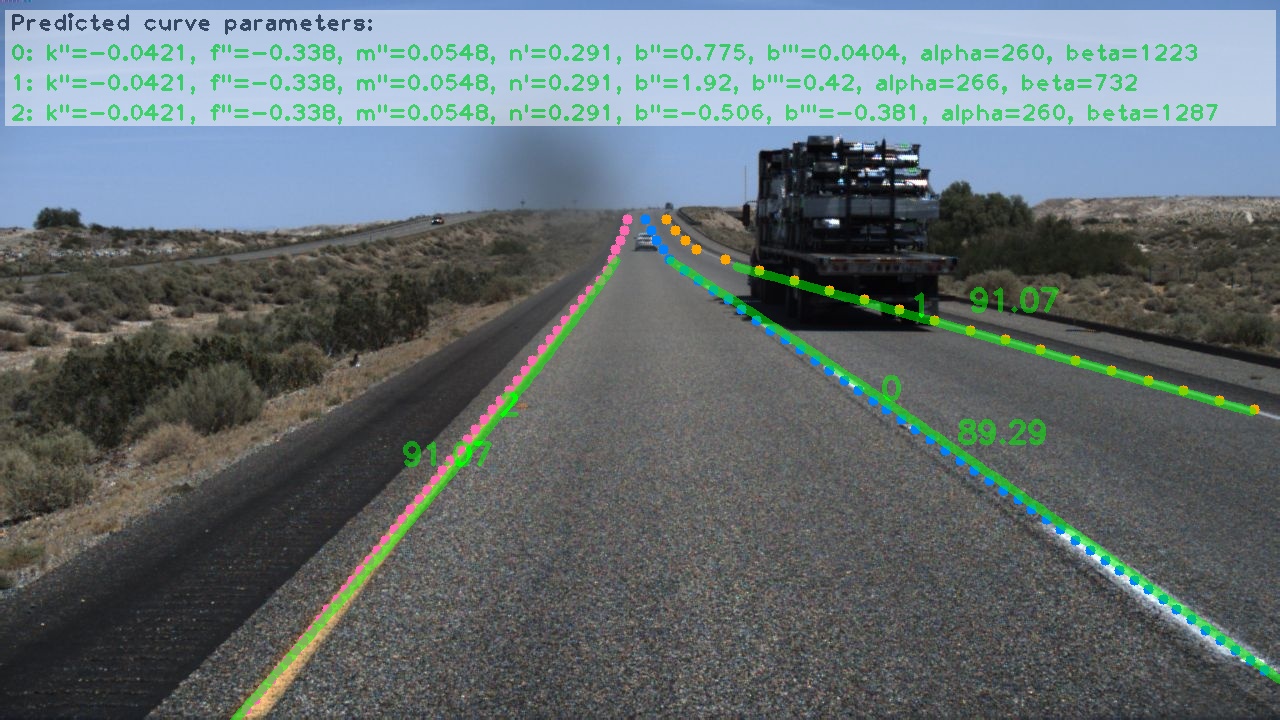 Predicted curve parameters:
0: k''=-0.0421, f''=-0.338, m''=0.0548, n'=0.291, b''=0.775, b'''=0.0404, alpha=260, beta=1223
1: k''=-0.0421, f''=-0.338, m''=0.0548, n'=0.291, b''=1.92, b'''=0.42, alpha=266, beta=732
2: k''=-0.0421, f''=-0.338, m''=0.0548, n'=0.291, b''=-0.506, b'''=-0.381, alpha=260, beta=1287
1 91.07
0
2
89.29
91.07